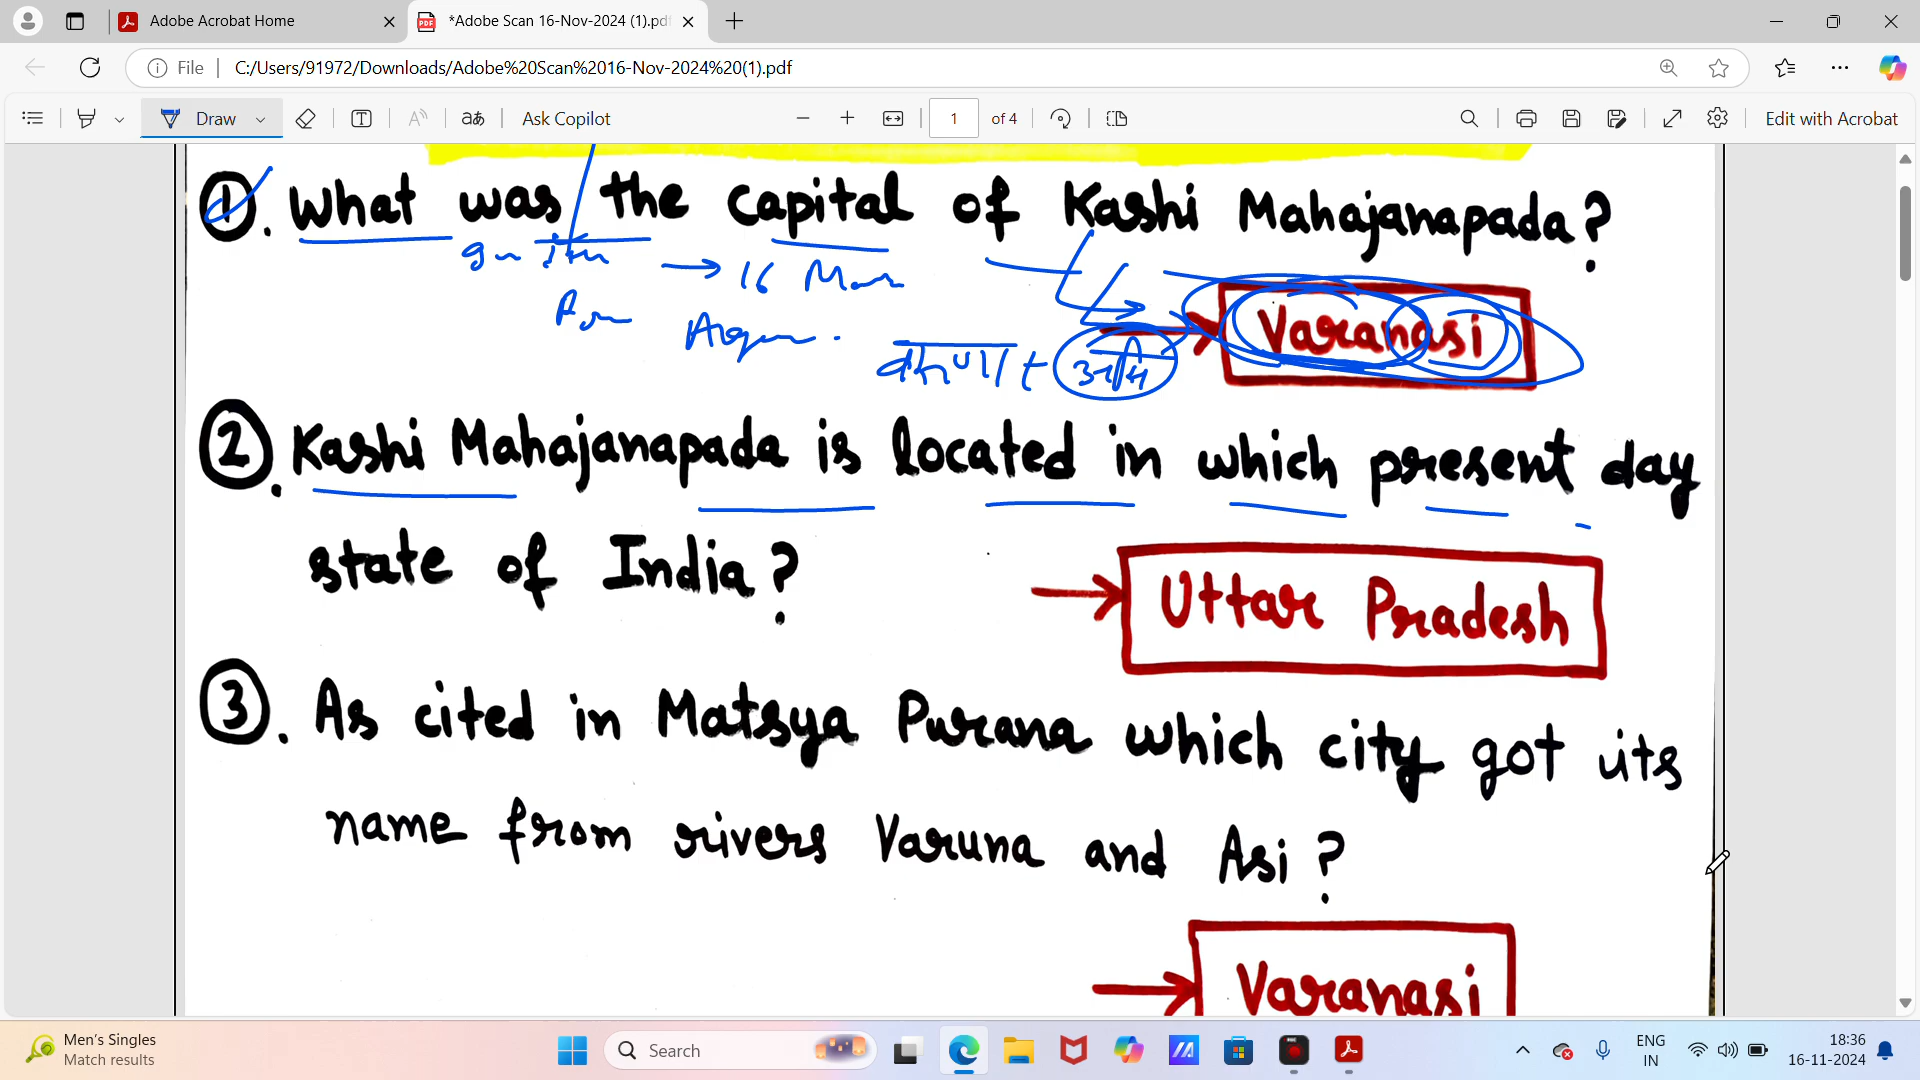 Adobe Acrobat Home
*Adobe Scan 16-Nov-2024 (1).pdf
File
C:/Users/91972/Downloads/Adobe%20Scan%2016-Nov-2024%20(1).pdf
Draw
aあ
Ask Copilot
1 of 4
Edit with Acrobat
①. What was the capital of Kashi Mahajanapada?
→ 16
Varanasi
②. Kashi Mahajanapada is located in which present day
state of India?
Uttar Pradesh
③. As cited in Matsya Purana which city got its
name from rivers Varuna and Asi?
Varanasi
Men's Singles
Match results
Search
ENG
IN
18:36
16-11-2024